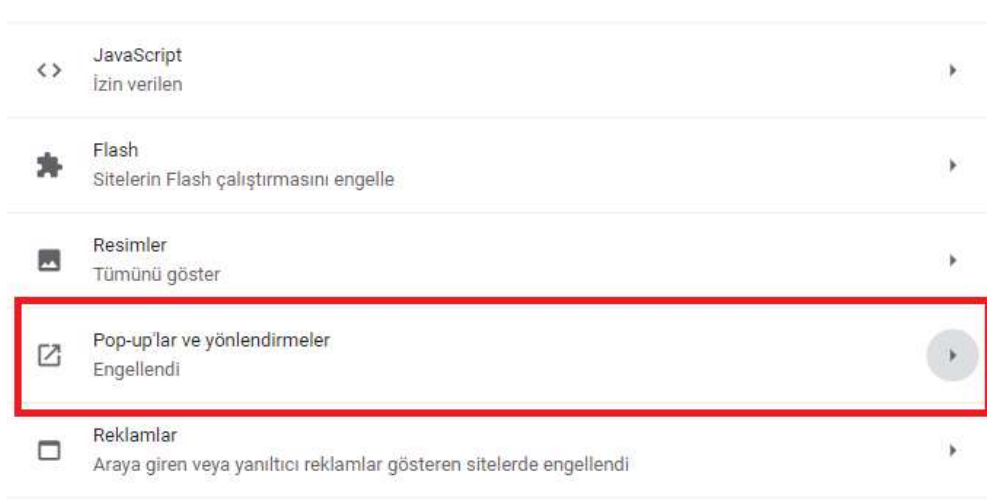 JavaScript
İzin verilen
Flash
Sitelerin Flash çalıştırmasını engelle
Resimler
Tümünü göster
Pop-up'lar ve yönlendirmeler
Engellendi
Reklamlar
Araya giren veya yanıltıcı reklamlar gösteren sitelerde engellendi